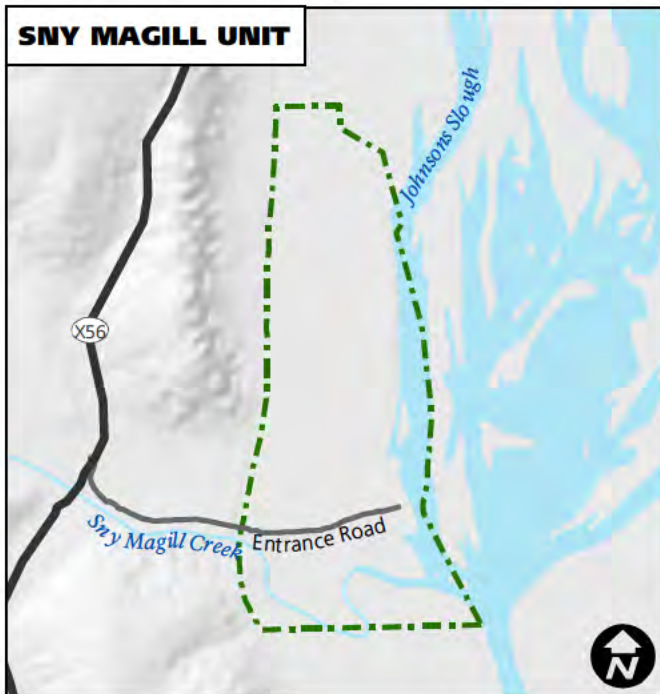 SNY MAGILL UNIT
Johnsons Slough
X56
Sny Magill Creek
Entrance Road
N